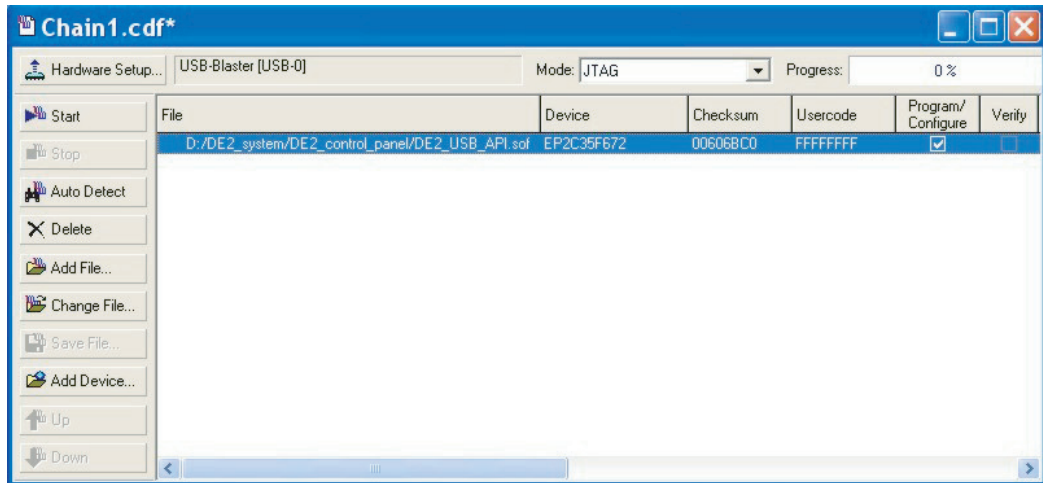 Chain1.cdf*
Hardware Setup... USB-Blaster [USB-0] Mode: JTAG Progress: 0 %
Start
Stop
Auto Detect
Delete
Add File...
Change File...
Save File...
Add Device...
Up
Down
File Device Checksum Usercode Program/
Configure Verify
D:/DE2_system/DE2_control_panel/DE2_USB_API.sof EP2C35F672 00606BC0 FFFFFFFF